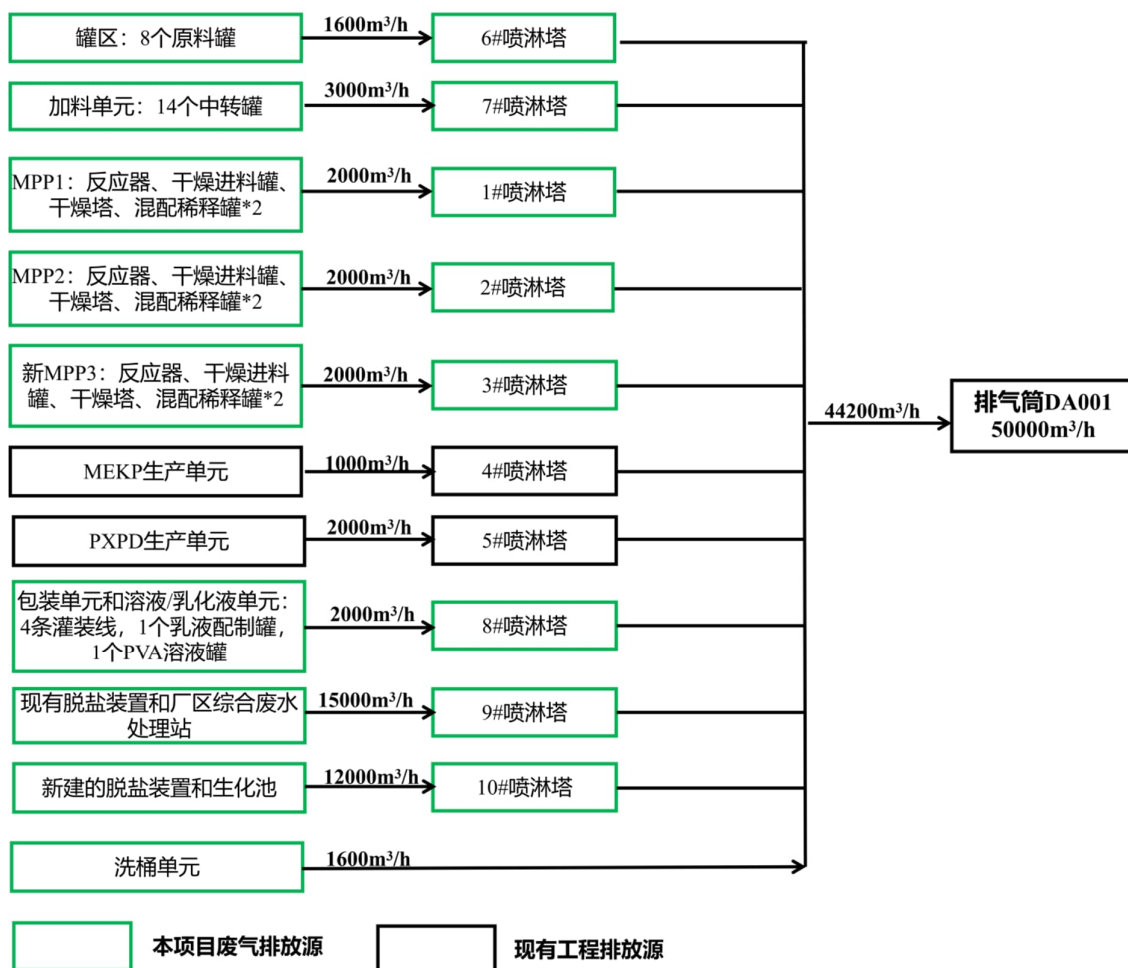 罐区：8个原料罐
1600m³/h
6#喷淋塔
加料单元：14个中转罐
3000m³/h
7#喷淋塔
MPP1：反应器、干燥进料罐、
干燥塔、混配稀释罐*2
2000m³/h
1#喷淋塔
MPP2：反应器、干燥进料罐、
干燥塔、混配稀释罐*2
2000m³/h
2#喷淋塔
新MPP3：反应器、干燥进料
罐、干燥塔、混配稀释罐*2
2000m³/h
3#喷淋塔
44200m³/h
排气筒DA001
50000m³/h
MEKP生产单元
1000m³/h
4#喷淋塔
PXPD生产单元
2000m³/h
5#喷淋塔
包装单元和溶液/乳化液单元：
4条灌装线，1个乳液配制罐，
1个PVA溶液罐
2000m³/h
8#喷淋塔
现有脱盐装置和厂区综合废水
处理站
15000m³/h
9#喷淋塔
新建的脱盐装置和生化池
12000m³/h
10#喷淋塔
洗桶单元
1600m³/h
本项目废气排放源
现有工程排放源